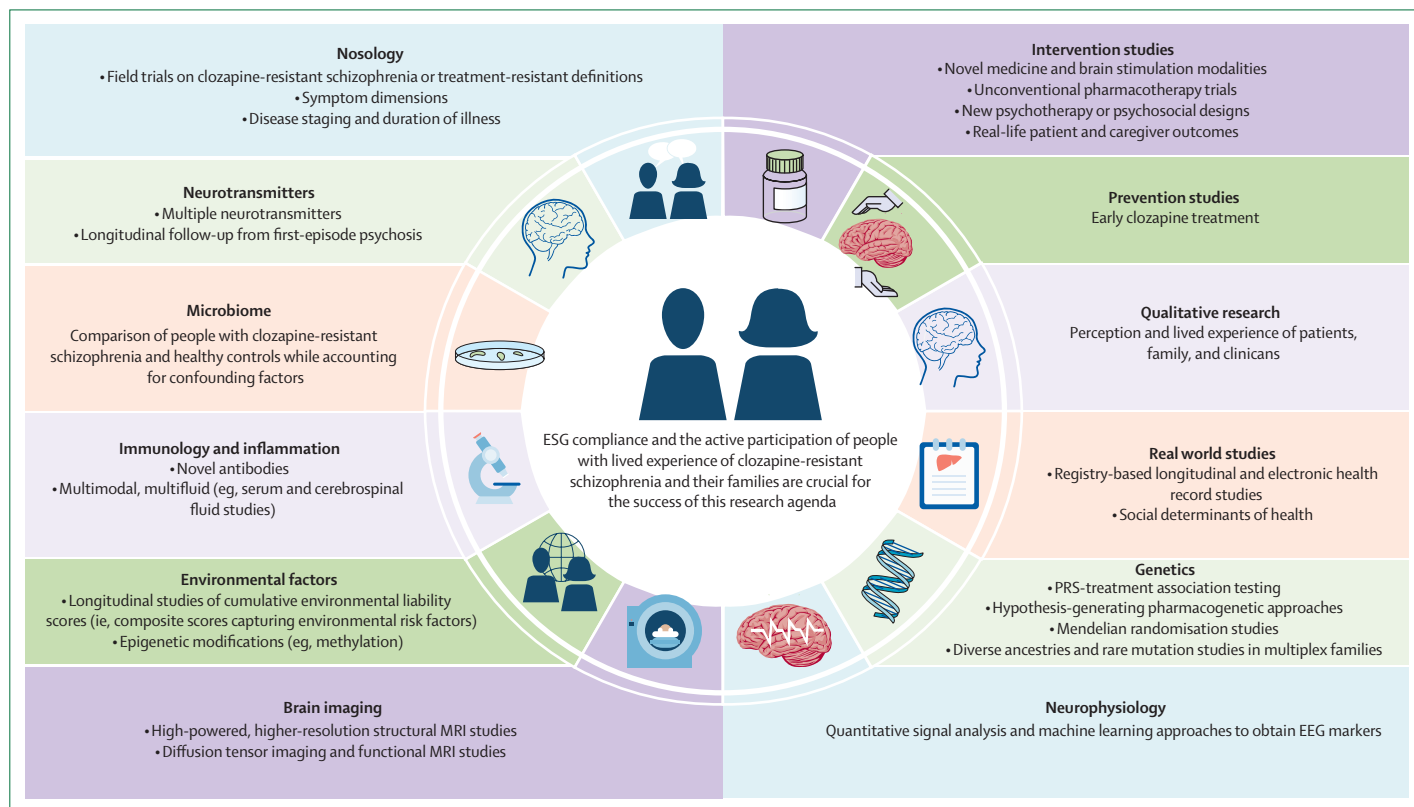 Nosology
• Field trials on clozapine-resistant schizophrenia or treatment-resistant definitions
• Symptom dimensions
• Disease staging and duration of illness
Intervention studies
• Novel medicine and brain stimulation modalities
• Unconventional pharmacotherapy trials
• New psychotherapy or psychosocial designs
• Real-life patient and caregiver outcomes
Neurotransmitters
• Multiple neurotransmitters
• Longitudinal follow-up from first-episode psychosis
Prevention studies
Early clozapine treatment
Microbiome
Comparison of people with clozapine-resistant
schizophrenia and healthy controls while accounting
for confounding factors
Qualitative research
Perception and lived experience of patients,
family, and clinicans
ESG compliance and the active participation of people
with lived experience of clozapine-resistant
schizophrenia and their families are crucial for
the success of this research agenda
Immunology and inflammation
• Novel antibodies
• Multimodal, multifluid (eg, serum and cerebrospinal
fluid studies)
Real world studies
• Registry-based longitudinal and electronic health
record studies
• Social determinants of health
Environmental factors
• Longitudinal studies of cumulative environmental liability
scores (ie, composite scores capturing environmental risk factors)
• Epigenetic modifications (eg, methylation)
Genetics
• PRS-treatment association testing
• Hypothesis-generating pharmacogenetic approaches
• Mendelian randomisation studies
• Diverse ancestries and rare mutation studies in multiplex families
Brain imaging
• High-powered, higher-resolution structural MRI studies
• Diffusion tensor imaging and functional MRI studies
Neurophysiology
Quantitative signal analysis and machine learning approaches to obtain EEG markers